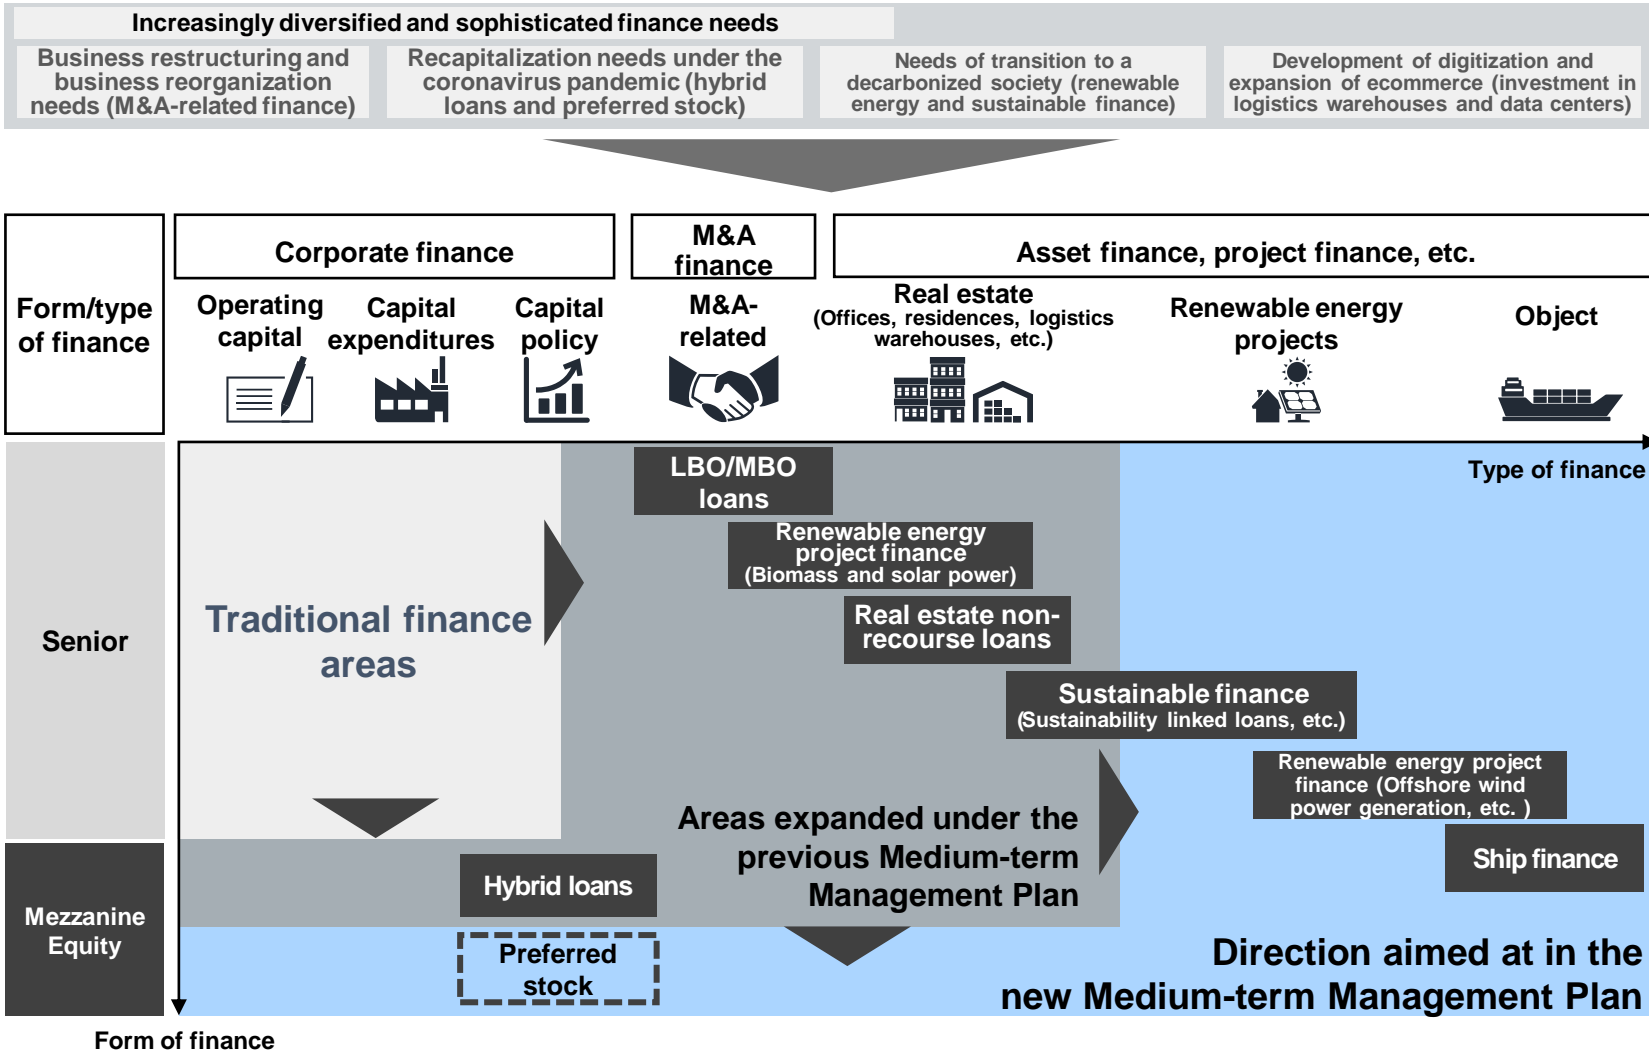 Increasingly diversified and sophisticated finance needs
Business restructuring and
business reorganization
needs (M&A-related finance)
Recapitalization needs under the
coronavirus pandemic (hybrid
loans and preferred stock)
Needs of transition to a
decarbonized society (renewable
energy and sustainable finance)
Development of digitization and
expansion of ecommerce (investment in
logistics warehouses and data centers)
Form/type
of finance
Corporate finance
M&A
finance
Asset finance, project finance, etc.
Operating
capital
Capital
expenditures
Capital
policy
M&A-
related
Real estate
(Offices, residences, logistics
warehouses, etc.)
Renewable energy
projects
Object
Type of finance
Senior
Traditional finance
areas
LBO/MBO
loans
Renewable energy
project finance
(Biomass and solar power)
Real estate non-
recourse loans
Sustainable finance
(Sustainability linked loans, etc.)
Renewable energy project
finance (Offshore wind
power generation, etc. )
Ship finance
Areas expanded under the
previous Medium-term
Management Plan
Mezzanine
Equity
Hybrid loans
Preferred
stock
Direction aimed at in the
new Medium-term Management Plan
Form of finance